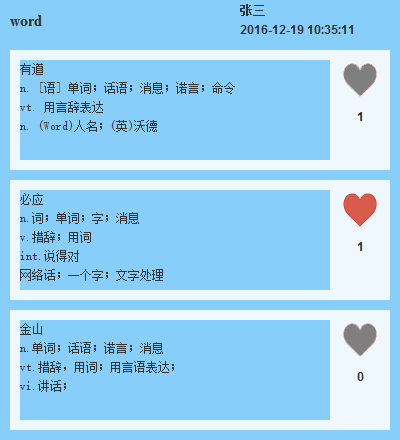 word
张三
2016-12-19 10:35:11
有道
n. [语] 单词；话语；消息；诺言；命令
vt. 用言辞表达
n. (Word)人名；(英)沃德
1
必应
n.词；单词；字；消息
v.措辞；用词
int.说得对
网络话；一个字；文字处理
1
金山
n.单词；话语；诺言；消息
vt.措辞，用词；用言语表达；
vi.讲话；
0